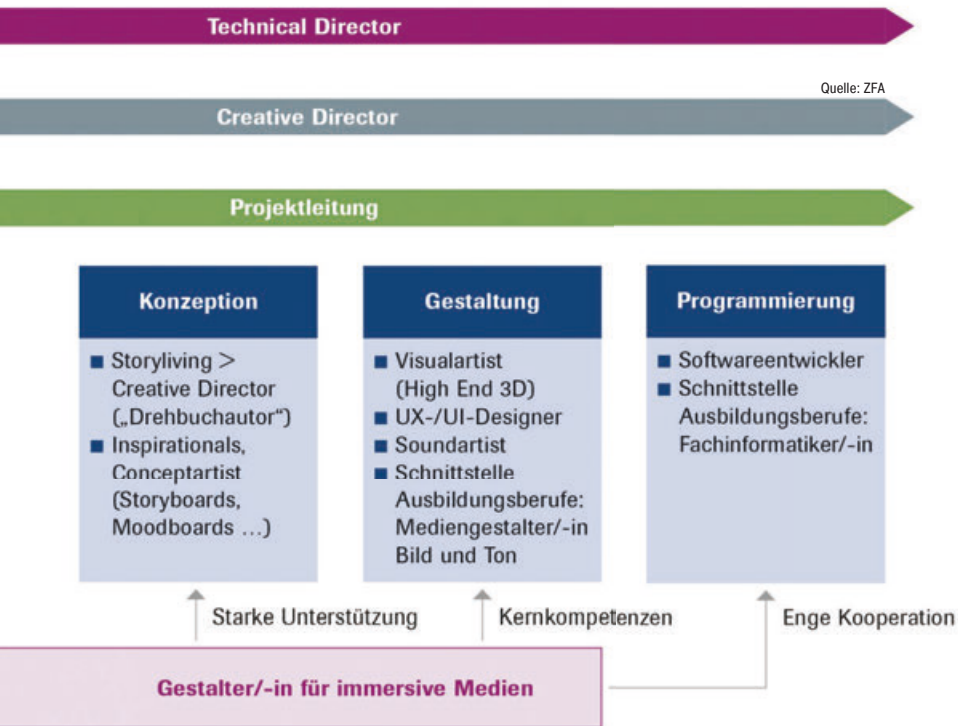 Technical Director
Quelle: ZFA
Creative Director
Projektleitung
Konzeption
■ Storyliving >
Creative Director
(„Drehbuchautor“)
■ Inspirationals,
Conceptartist
(Storyboards,
Moodboards …)
Gestaltung
■ Visualartist
(High End 3D)
■ UX-/UI-Designer
■ Soundartist
■ Schnittstelle
Ausbildungsberufe:
Mediengestalter/-in
Bild und Ton
Programmierung
■ Softwareentwickler
■ Schnittstelle
Ausbildungsberufe:
Fachinformatiker/-in
Starke Unterstützung
Kernkompetenzen
Enge Kooperation
Gestalter/-in für immersive Medien